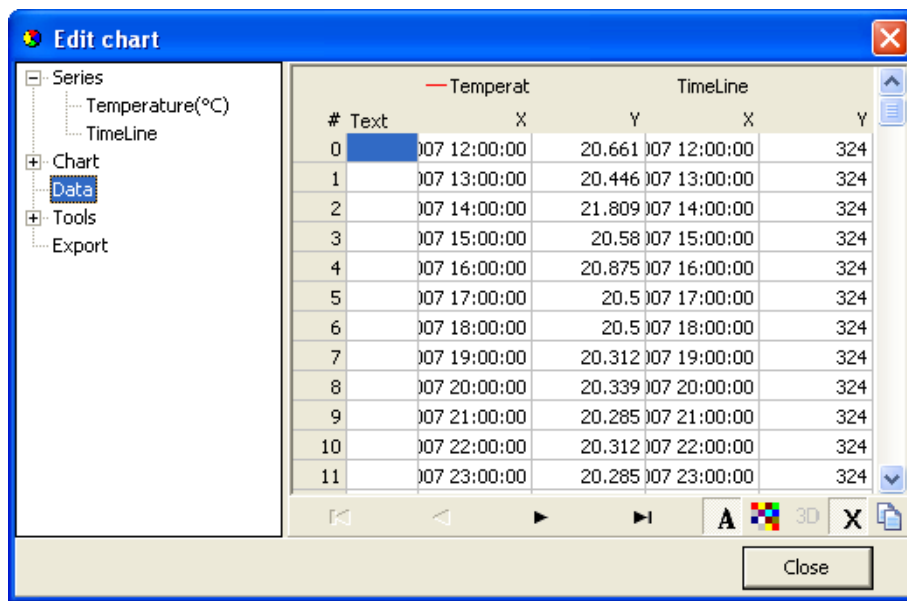 Edit chart
Series
Temperature(°C)
TimeLine
Chart
Data
Tools
Export
Temperat TimeLine
# Text X Y X Y
0 007 12:00:00 20.661 007 12:00:00 324
1 007 13:00:00 20.446 007 13:00:00 324
2 007 14:00:00 21.809 007 14:00:00 324
3 007 15:00:00 20.58 007 15:00:00 324
4 007 16:00:00 20.875 007 16:00:00 324
5 007 17:00:00 20.5 007 17:00:00 324
6 007 18:00:00 20.5 007 18:00:00 324
7 007 19:00:00 20.312 007 19:00:00 324
8 007 20:00:00 20.339 007 20:00:00 324
9 007 21:00:00 20.285 007 21:00:00 324
10 007 22:00:00 20.312 007 22:00:00 324
11 007 23:00:00 20.285 007 23:00:00 324
A 3D X
Close